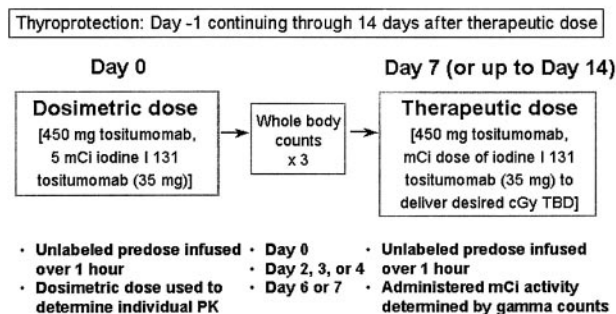 Thyroprotection: Day -1 continuing through 14 days after therapeutic dose
Day 0
Day 7 (or up to Day 14)
Dosimetric dose
[450 mg tositumomab,
5 mCi iodine I 131
tositumomab (35 mg)]
Whole body
counts
x 3
Therapeutic dose
[450 mg tositumomab,
mCi dose of iodine I 131
tositumomab (35 mg) to
deliver desired cGy TBD]
· Unlabeled predose infused
over 1 hour
· Dosimetric dose used to
determine individual PK
· Day 0
· Day 2, 3, or 4
· Day 6 or 7
· Unlabeled predose infused
over 1 hour
· Administered mCi activity
determined by gamma counts